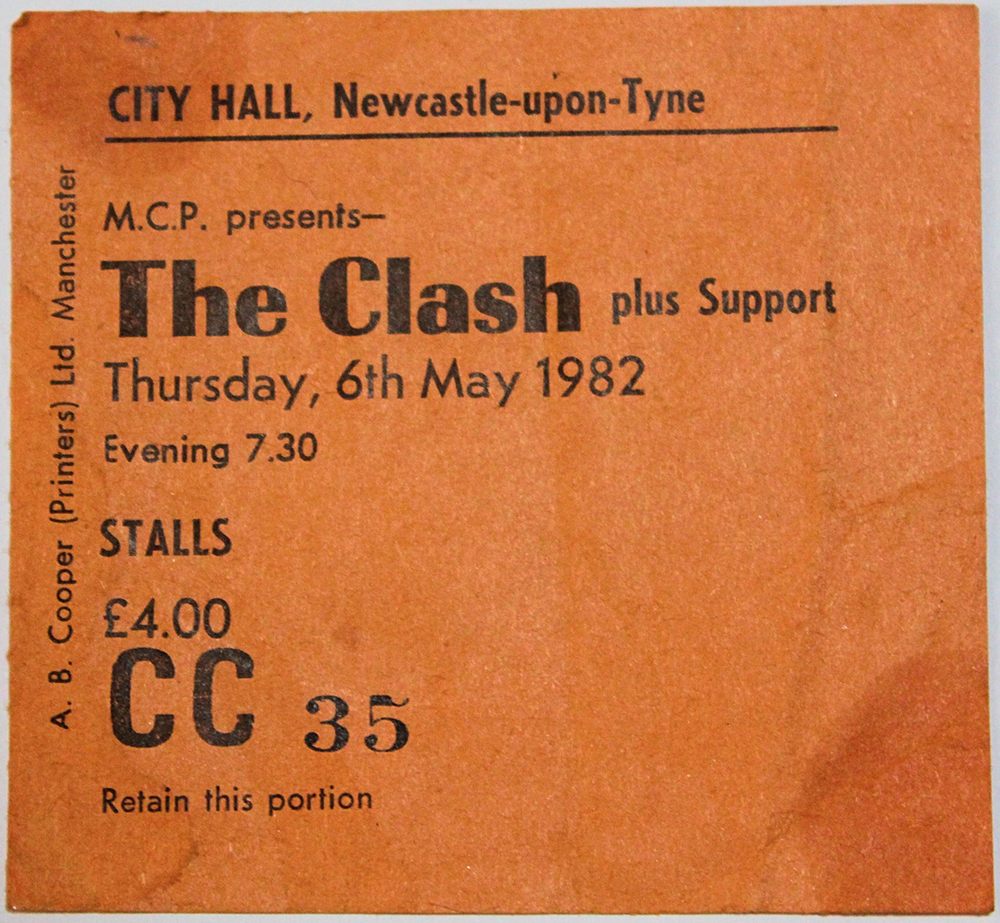 CITY HALL, Newcastle-upon-Tyne
M.C.P. presents—
The Clash plus Support
Thursday, 6th May 1982
Evening 7.30
STALLS
£4.00
CC 35
Retain this portion
A. B. Cooper (Printers) Ltd. Manchester